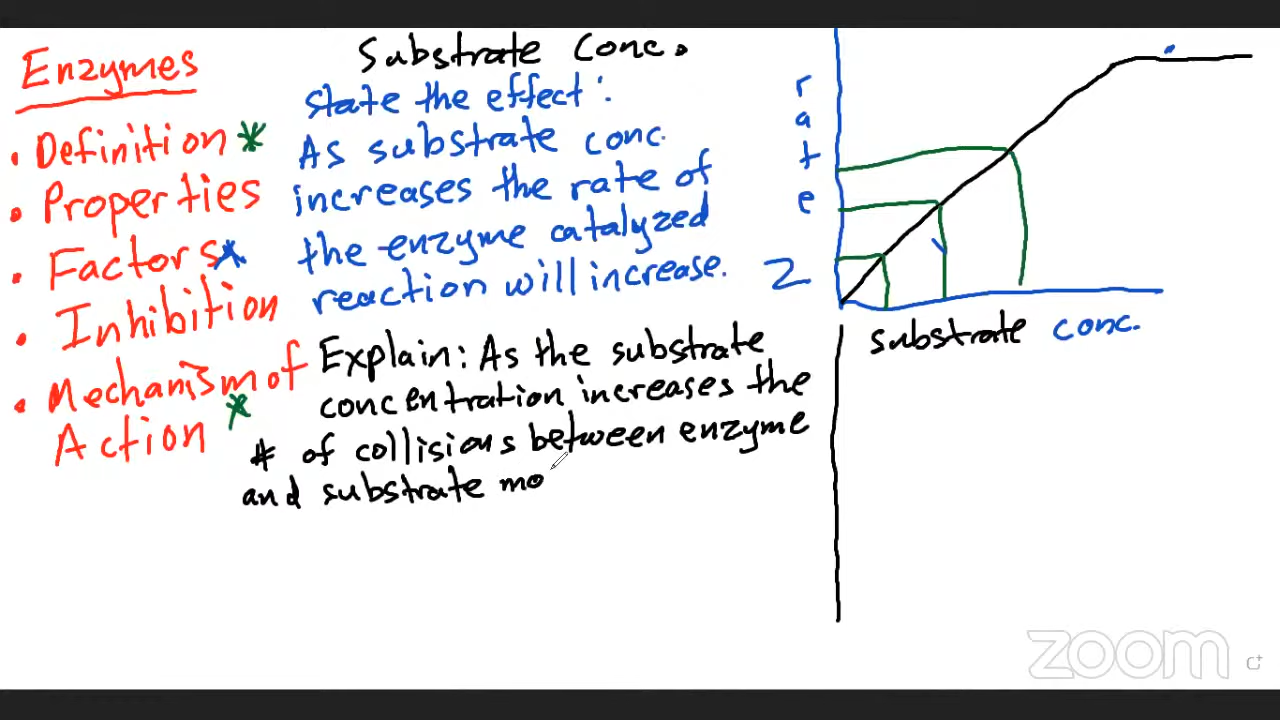 Enzymes
• Definition *
• Properties
• Factors *
• Inhibition
• Mechanism of
Action *
Substrate Conc.
state the effect:
As substrate conc.
increases the rate of
the enzyme catalyzed
reaction will increase.
Explain: As the substrate
concentration increases the
# of collisions between enzyme
and substrate mo
rate
2
substrate conc.
zoom